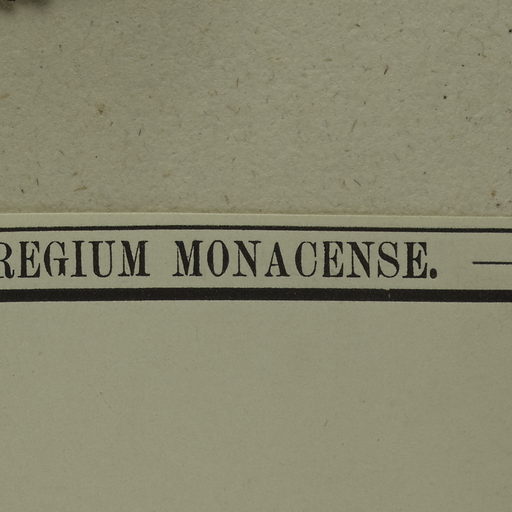 REGIUM MONACENSE. —